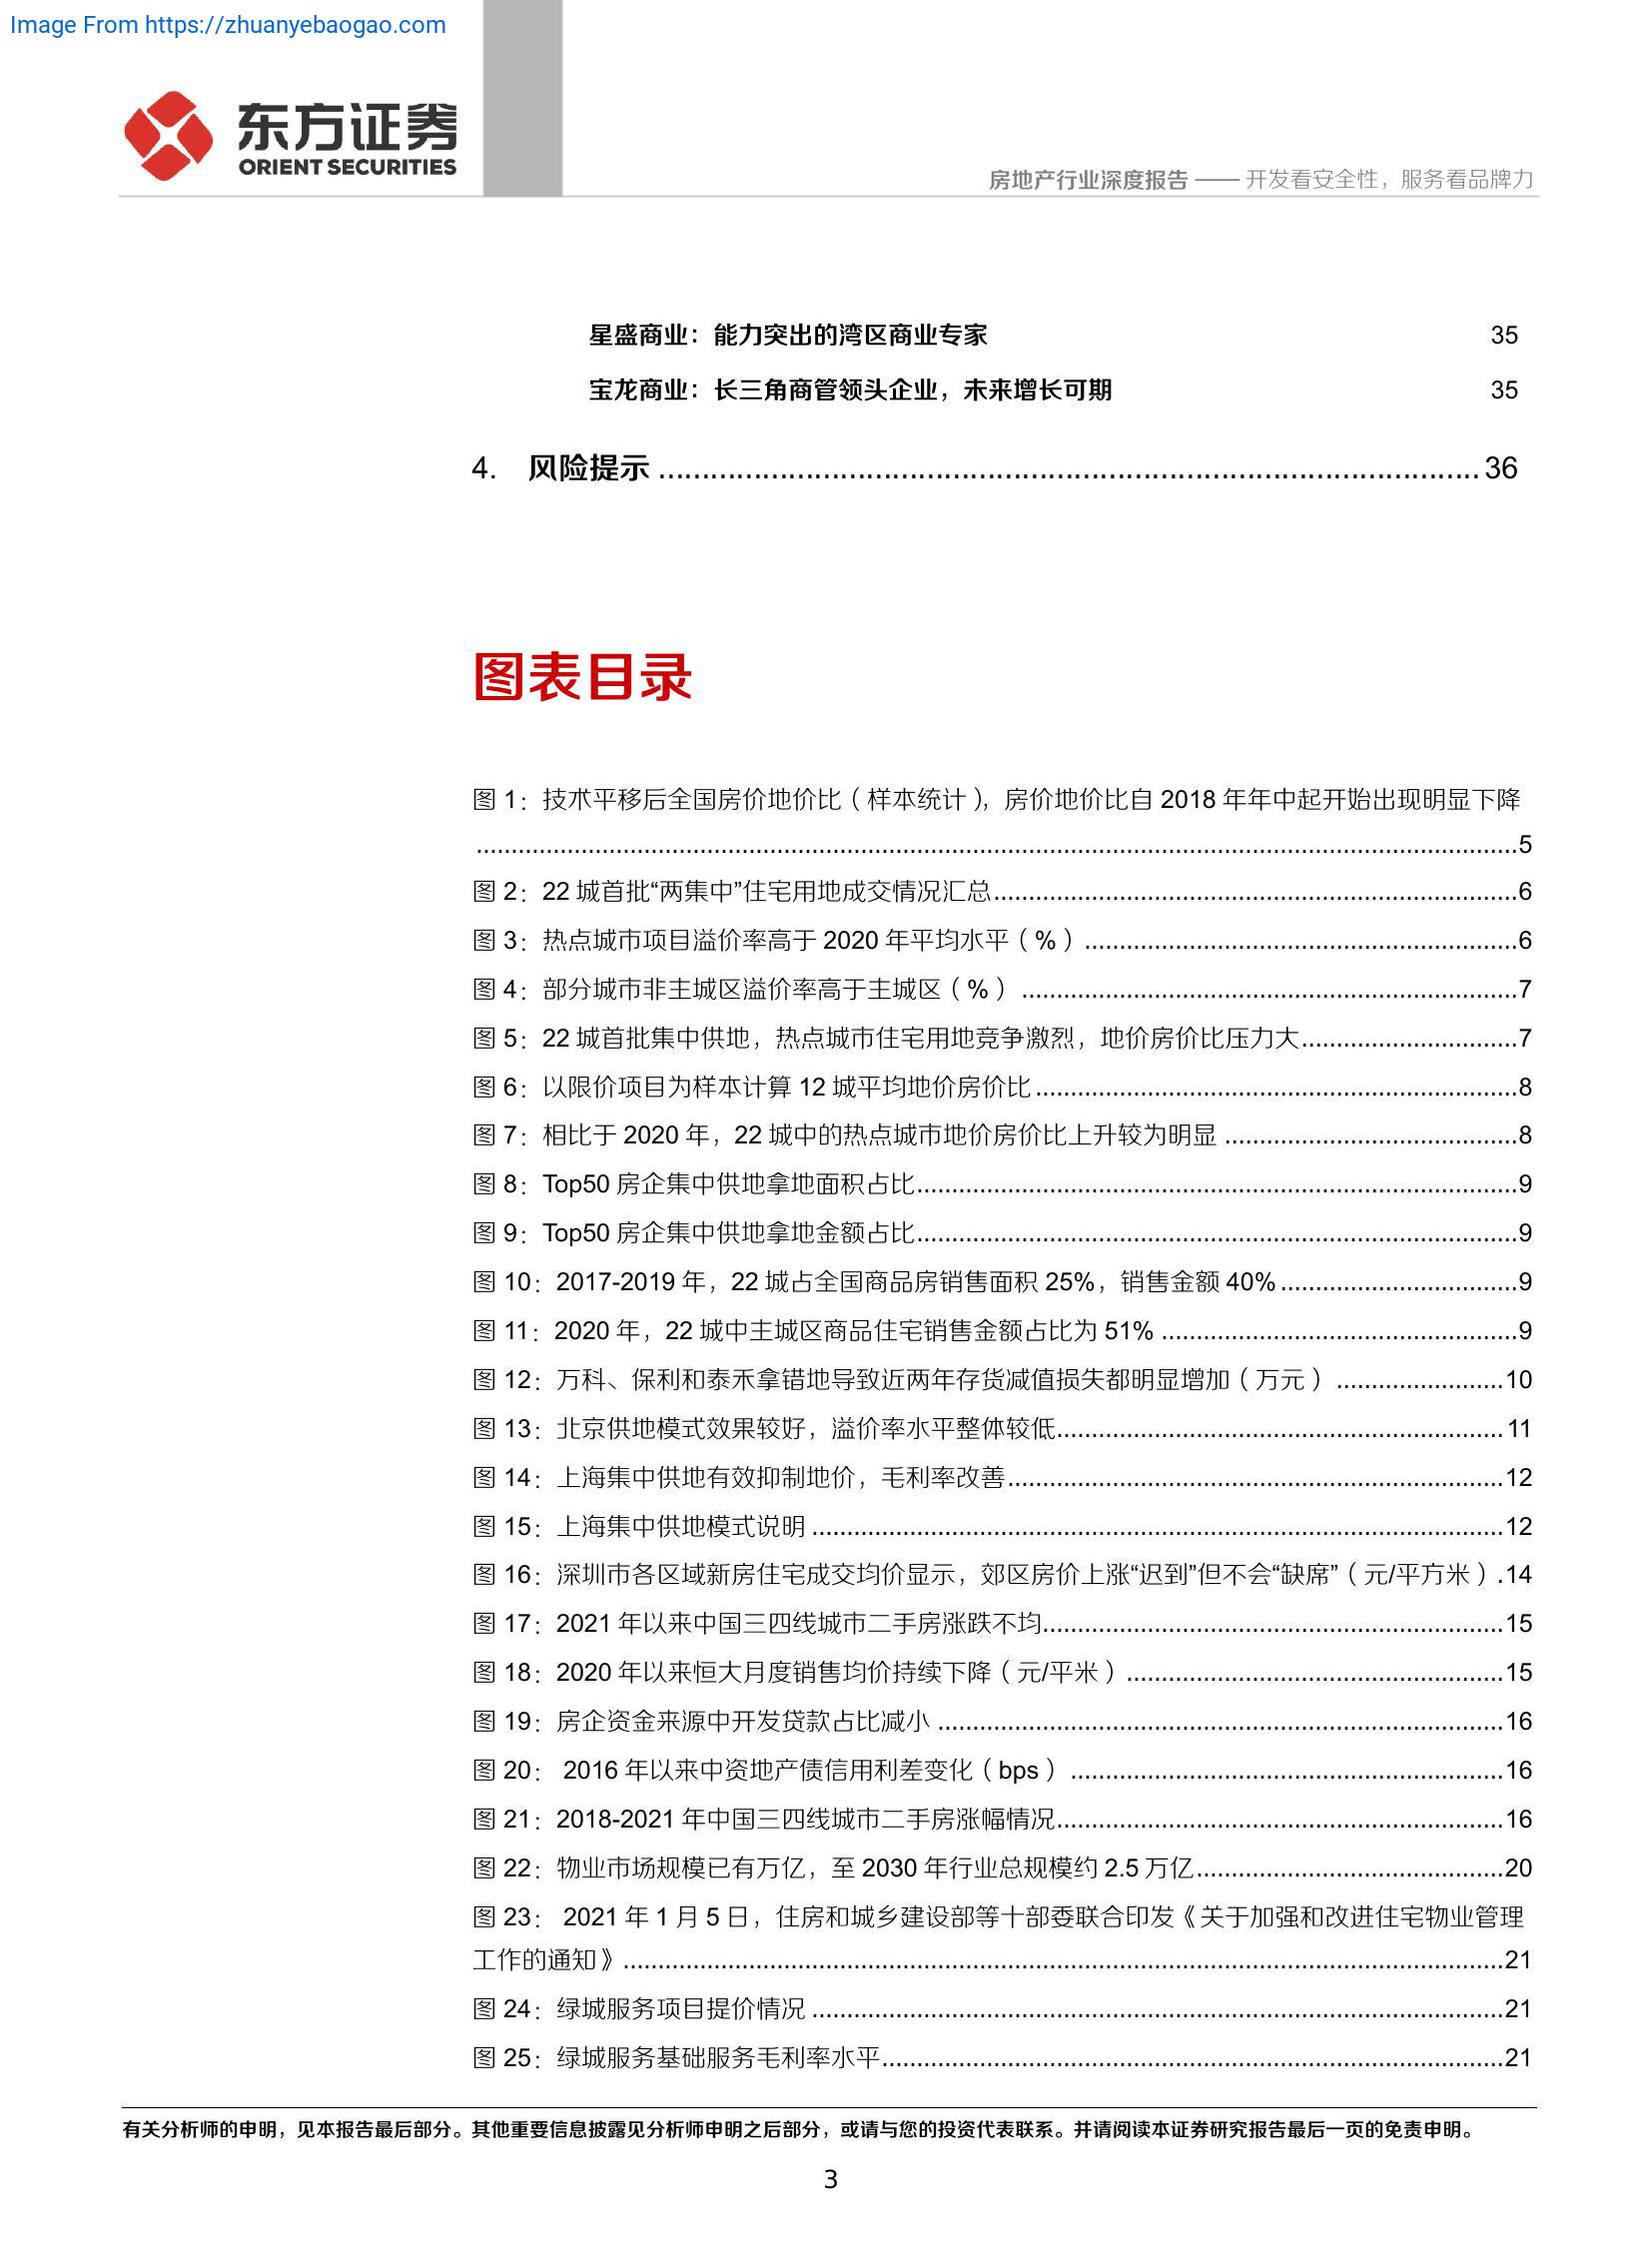 Image From https://zhuanyebaogao.com
东方证券
ORIENT SECURITIES
房地产行业深度报告 —— 开发看安全性，服务看品牌力
星盛商业：能力突出的湾区商业专家 35
宝龙商业：长三角商管领头企业，未来增长可期 35
4. 风险提示 ........................................ 36
图表目录
图 1：技术平移后全国房价地价比（样本统计），房价地价比自 2018 年年中起开始出现明显下降
........................................5
图 2：22 城首批“两集中”住宅用地成交情况汇总........................................6
图 3：热点城市项目溢价率高于 2020 年平均水平（%）........................................6
图 4：部分城市非主城区溢价率高于主城区（%）........................................7
图 5：22 城首批集中供地，热点城市住宅用地竞争激烈，地价房价比压力大....................7
图 6：以限价项目为样本计算 12 城平均地价房价比........................................8
图 7：相比于 2020 年，22 城中的热点城市地价房价比上升较为明显 ....................8
图 8：Top50 房企集中供地拿地面积占比........................................9
图 9：Top50 房企集中供地拿地金额占比........................................9
图 10：2017-2019 年，22 城占全国商品房销售面积 25%，销售金额 40%....................9
图 11：2020 年，22 城中主城区商品住宅销售金额占比为 51% ....................9
图 12：万科、保利和泰禾拿错地导致近两年存货减值损失都明显增加（万元）....................10
图 13：北京供地模式效果较好，溢价率水平整体较低........................................11
图 14：上海集中供地有效抑制地价，毛利率改善........................................12
图 15：上海集中供地模式说明 ........................................12
图 16：深圳市各区域新房住宅成交均价显示，郊区房价上涨“迟到”但不会“缺席”（元/平方米）.14
图 17：2021 年以来中国三四线城市二手房涨跌不均........................................15
图 18：2020 年以来恒大月度销售均价持续下降（元/平米）........................................15
图 19：房企资金来源中开发贷款占比减小 ........................................16
图 20： 2016 年以来中资地产债信用利差变化（bps）........................................16
图 21：2018-2021 年中国三四线城市二手房涨幅情况........................................16
图 22：物业市场规模已有万亿，至 2030 年行业总规模约 2.5 万亿........................................20
图 23： 2021 年 1 月 5 日，住房和城乡建设部等十部委联合印发《关于加强和改进住宅物业管理
工作的通知》........................................21
图 24：绿城服务项目提价情况 ........................................21
图 25：绿城服务基础服务毛利率水平........................................21
有关分析师的申明，见本报告最后部分。其他重要信息披露见分析师申明之后部分，或请与您的投资代表联系。并请阅读本证券研究报告最后一页的免责申明。
3